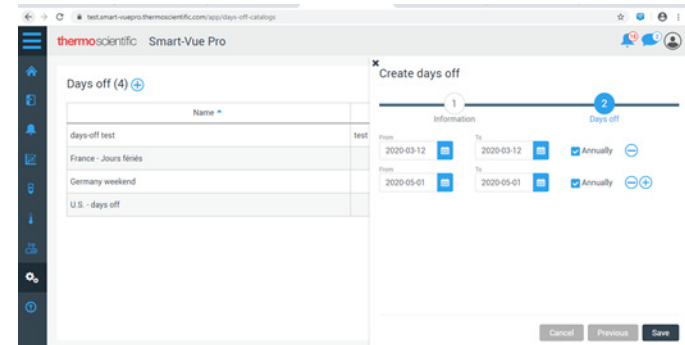 test.smart-vuepro.thermoscientific.com/app/days-off-catalogs
thermoscientific Smart-Vue Pro
Days off (4)
Name
days-off test
test
France - Jours fériés
Germany weekend
U.S. - days off
Create days off
1
Information
2
Days off
From
To
2020-03-12
2020-03-12
Annually
From
To
2020-05-01
2020-05-01
Annually
Cancel
Previous
Save